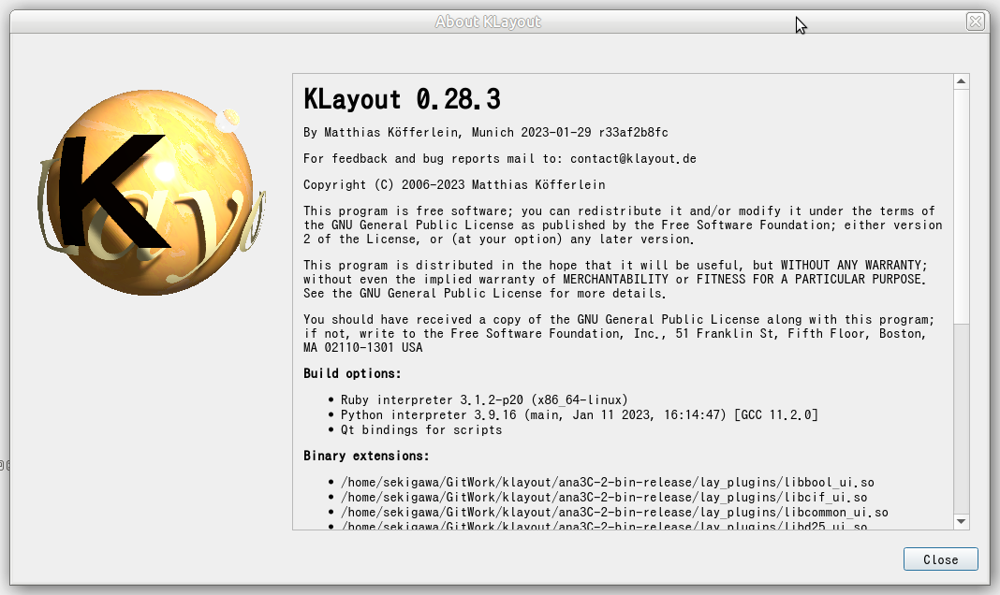 About KLayout
K
Layo
KLayout 0.28.3
By Matthias Köfferlein, Munich 2023-01-29 r33af2b8fc
For feedback and bug reports mail to: contact@klayout.de
Copyright (C) 2006-2023 Matthias Köfferlein
This program is free software; you can redistribute it and/or modify it under the terms of
the GNU General Public License as published by the Free Software Foundation; either version
2 of the License, or (at your option) any later version.
This program is distributed in the hope that it will be useful, but WITHOUT ANY WARRANTY;
without even the implied warranty of MERCHANTABILITY or FITNESS FOR A PARTICULAR PURPOSE.
See the GNU General Public License for more details.
You should have received a copy of the GNU General Public License along with this program;
if not, write to the Free Software Foundation, Inc., 51 Franklin St, Fifth Floor, Boston,
MA 02110-1301 USA
Build options:
• Ruby interpreter 3.1.2-p20 (x86_64-linux)
• Python interpreter 3.9.16 (main, Jan 11 2023, 16:14:47) [GCC 11.2.0]
• Qt bindings for scripts
Binary extensions:
• /home/sekigawa/GitWork/klayout/ana3C-2-bin-release/lay_plugins/libbool_ui.so
• /home/sekigawa/GitWork/klayout/ana3C-2-bin-release/lay_plugins/libcif_ui.so
• /home/sekigawa/GitWork/klayout/ana3C-2-bin-release/lay_plugins/libcommon_ui.so
• /home/sekigawa/GitWork/klayout/ana3C-2-bin-release/lay_plugins/libd25_ui.so
Close